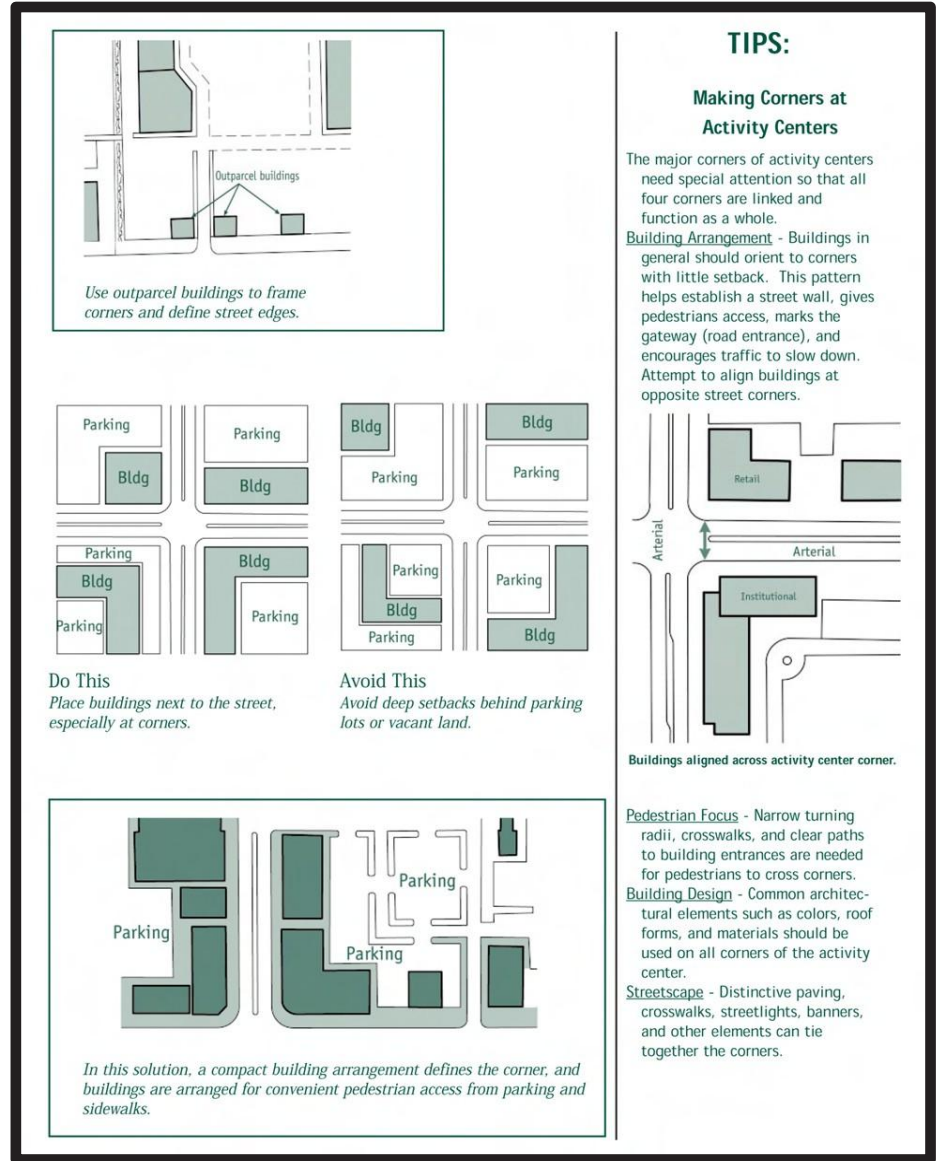 Outparcel buildings
Use outparcel buildings to frame
corners and define street edges.
Parking
Parking
Bldg
Bldg
Parking
Bldg
Bldg
Parking
Parking
Do This
Place buildings next to the street,
especially at corners.
Bldg
Bldg
Parking
Parking
Parking
Parking
Bldg
Parking
Bldg
Avoid This
Avoid deep setbacks behind parking
lots or vacant land.
Parking
Parking
Parking
In this solution, a compact building arrangement defines the corner, and
buildings are arranged for convenient pedestrian access from parking and
sidewalks.
TIPS:
Making Corners at
Activity Centers
The major corners of activity centers
need special attention so that all
four corners are linked and
function as a whole.
Building Arrangement - Buildings in
general should orient to corners
with little setback. This pattern
helps establish a street wall, gives
pedestrians access, marks the
gateway (road entrance), and
encourages traffic to slow down.
Attempt to align buildings at
opposite street corners.
Retail
Arterial
Arterial
Institutional
Buildings aligned across activity center corner.
Pedestrian Focus - Narrow turning
radii, crosswalks, and clear paths
to building entrances are needed
for pedestrians to cross corners.
Building Design - Common architec-
tural elements such as colors, roof
forms, and materials should be
used on all corners of the activity
center.
Streetscape - Distinctive paving,
crosswalks, streetlights, banners,
and other elements can tie
together the corners.